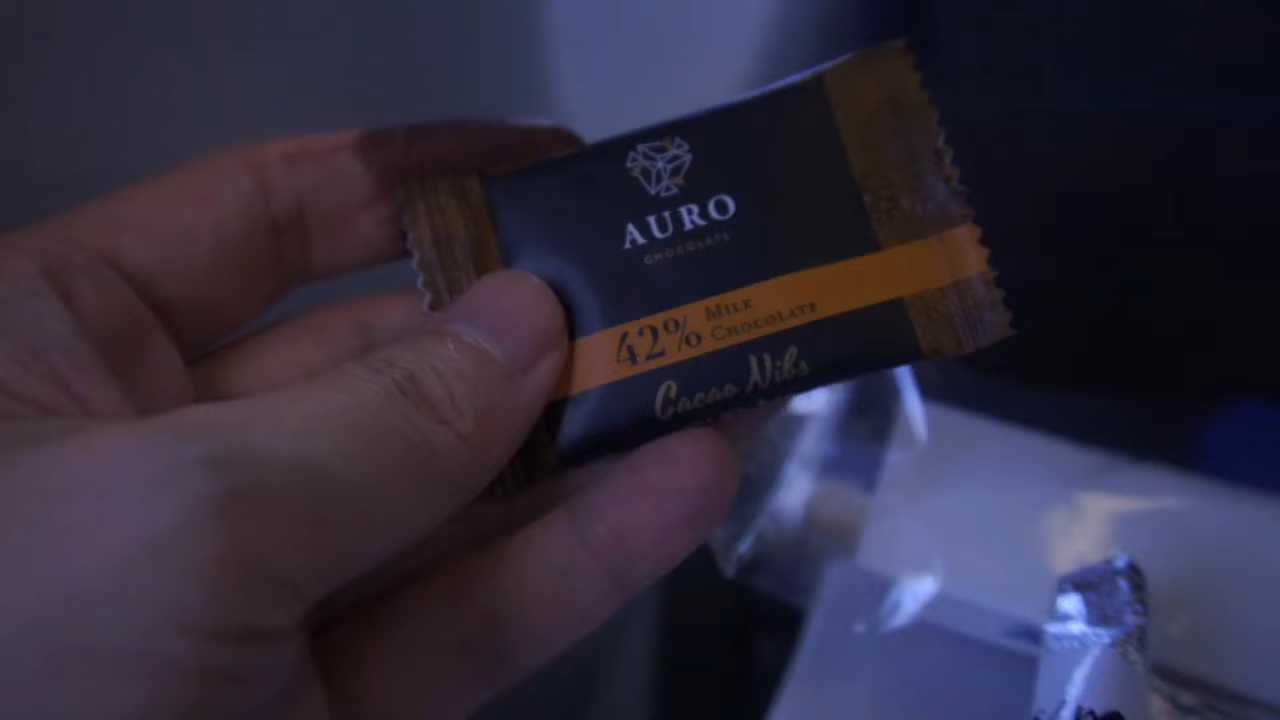 AURO
CHOCOLATE
42% MILK
CHOCOLATE
Cacao Nibs